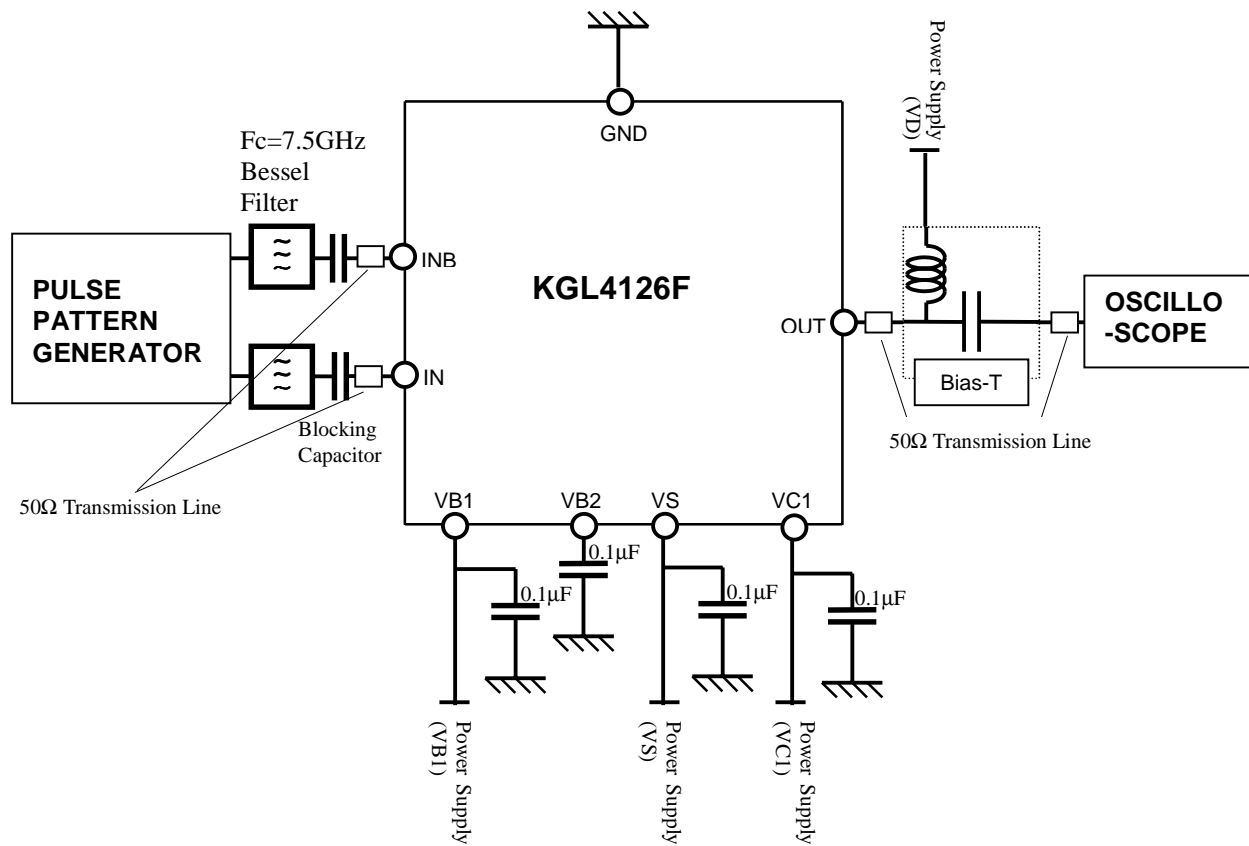 GND
Power Supply
(VD)
Fc=7.5GHz
Bessel
Filter
~
~
~
INB
PULSE
PATTERN
GENERATOR
KGL4126F
OUT
OSCILLO
-SCOPE
~
~
~
IN
Bias-T
Blocking
Capacitor
50Ω Transmission Line
50Ω Transmission Line
VB1
VB2
VS
VC1
0.1μF
0.1μF
0.1μF
0.1μF
Power Supply
(VB1)
Power Supply
(VS)
Power Supply
(VC1)